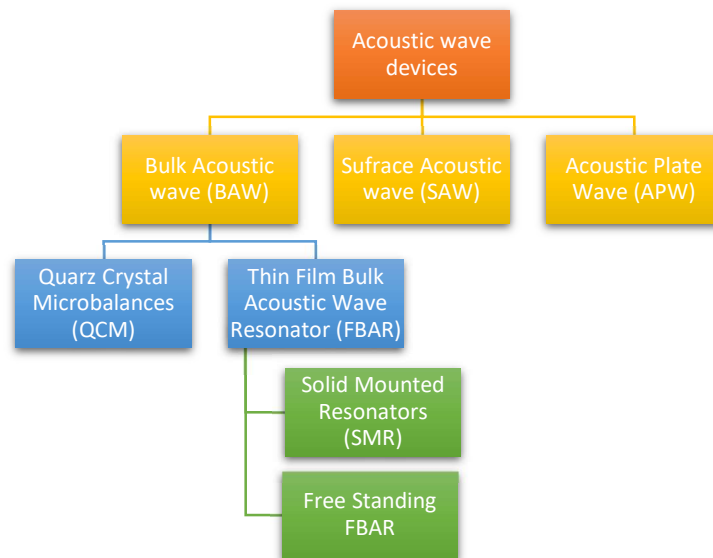 Acoustic wave
devices
Bulk Acoustic
wave (BAW)
Sufrace Acoustic
wave (SAW)
Acoustic Plate
Wave (APW)
Quarz Crystal
Microbalances
(QCM)
Thin Film Bulk
Acoustic Wave
Resonator (FBAR)
Solid Mounted
Resonators
(SMR)
Free Standing
FBAR